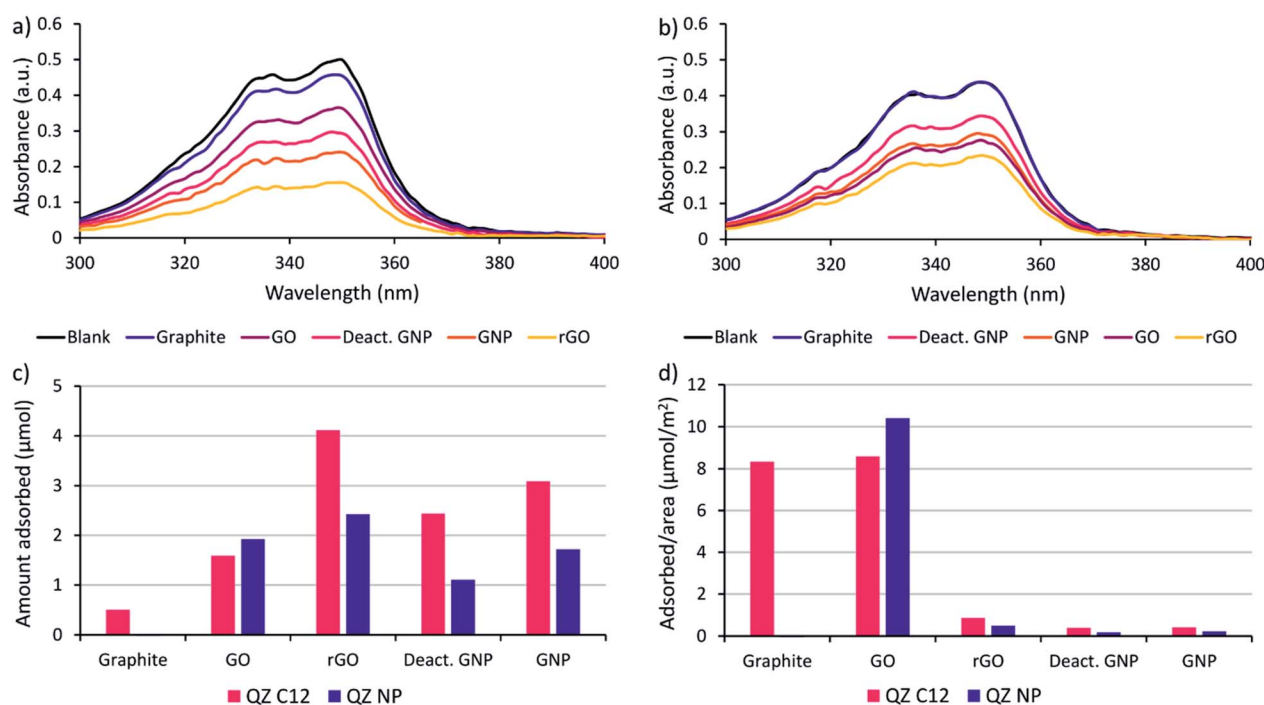 a)
Absorbance (a.u.)
0.6
0.5
0.4
0.3
0.2
0.1
0
300 320 340 360 380 400
Wavelength (nm)
Blank Graphite GO Deact. GNP GNP rGO
b)
Absorbance (a.u.)
0.6
0.5
0.4
0.3
0.2
0.1
0
300 320 340 360 380 400
Wavelength (nm)
Blank Graphite Deact. GNP GNP GO rGO
c)
Amount adsorbed (µmol)
5
4
3
2
1
0
Graphite GO rGO Deact. GNP GNP
QZ C12 QZ NP
d)
Adsorbed/area (µmol/m²)
12
10
8
6
4
2
0
Graphite GO rGO Deact. GNP GNP
QZ C12 QZ NP